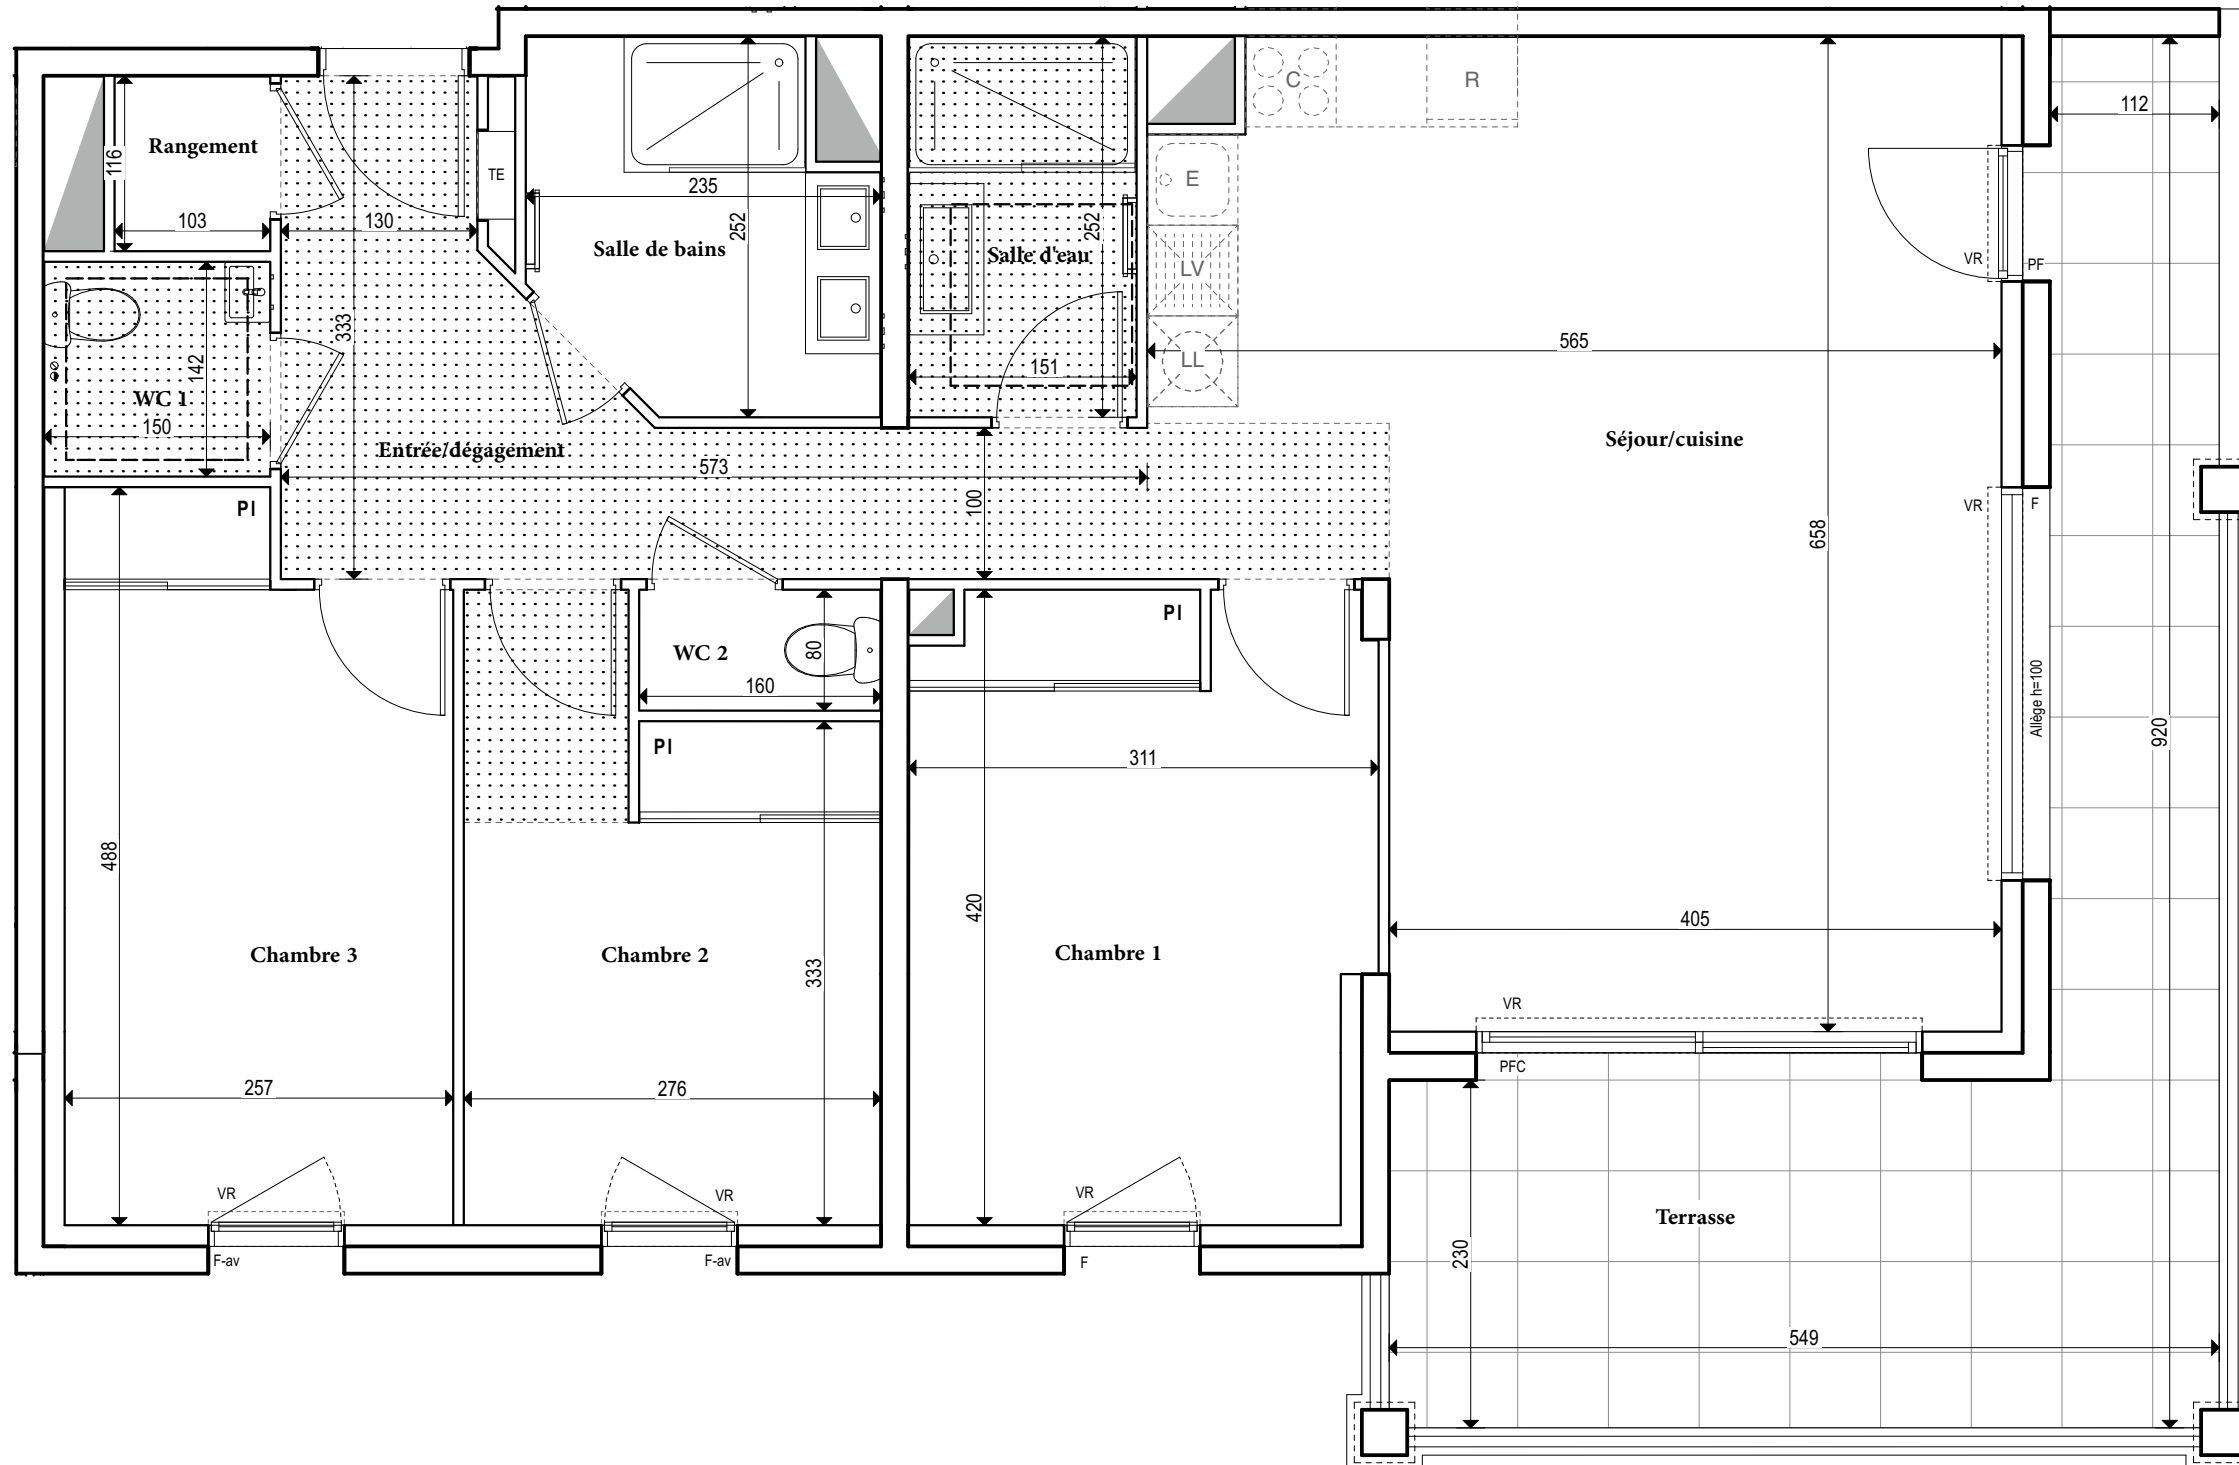 C
R
112
Rangement
116
TE
E
235
252
252
103
130
Salle de bains
Salle d'eau
VR
PF
LV
333
142
565
151
LL
WC 1
150
Entrée/dégagement
Séjour/cuisine
573
100
PI
VR
F
658
PI
WC 2
80
160
Allège h=100
PI
920
311
488
420
405
Chambre 3
Chambre 2
333
Chambre 1
VR
PFC
257
276
VR
VR
VR
Terrasse
230
F-av
F-av
F
549